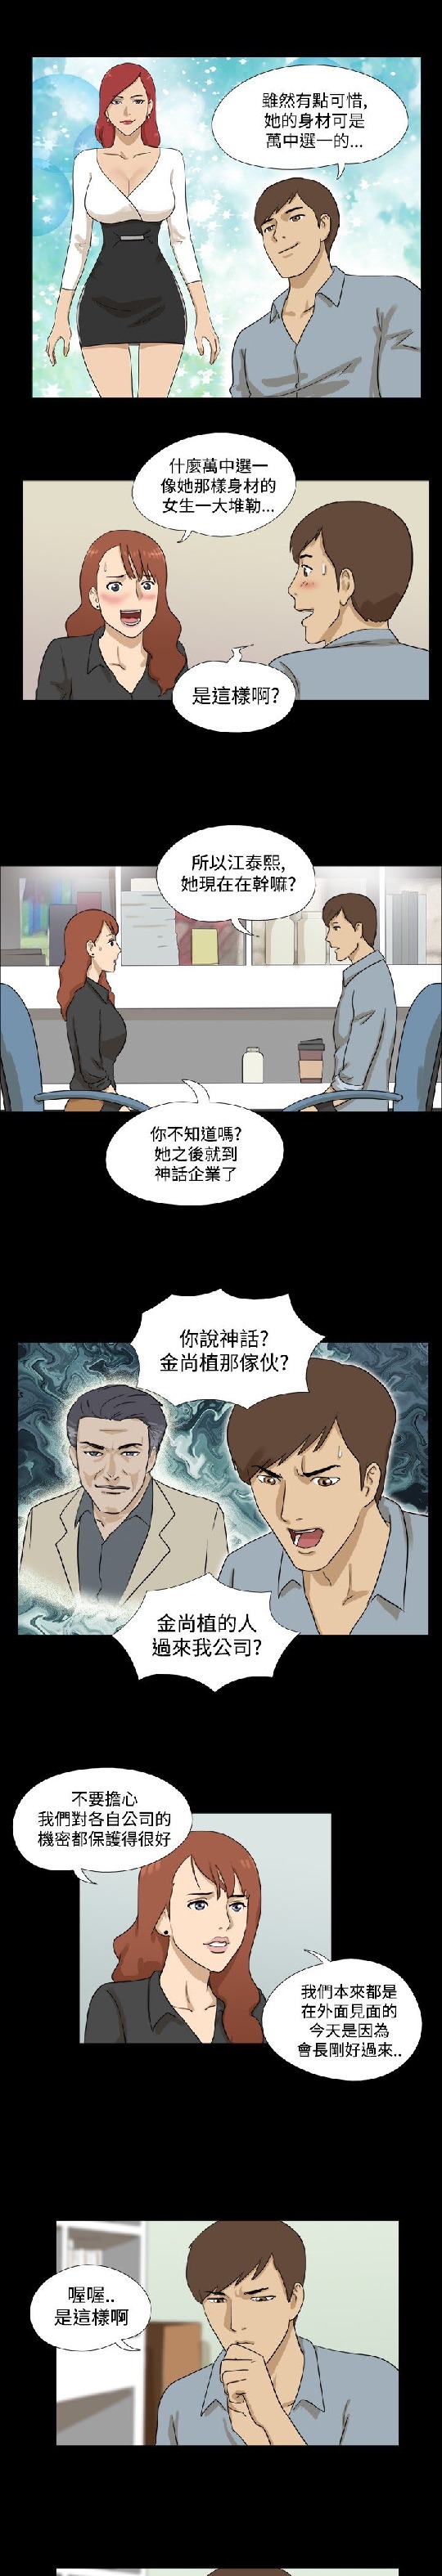 雖然有點可惜,
她的身材可是
萬中選一的...
什麼萬中選一
像她那樣身材的
女生一大堆勒...
是這樣啊?
所以江泰熙,
她現在在幹嘛?
你不知道嗎?
她之後就到
神話企業了
你說神話?
金尚植那傢伙?
金尚植的人
過來我公司?
不要擔心
我們對各自公司的
機密都保護得很好
我們本來都是
在外面見面的
今天是因為
會長剛好過來..
喔喔..
是這樣啊